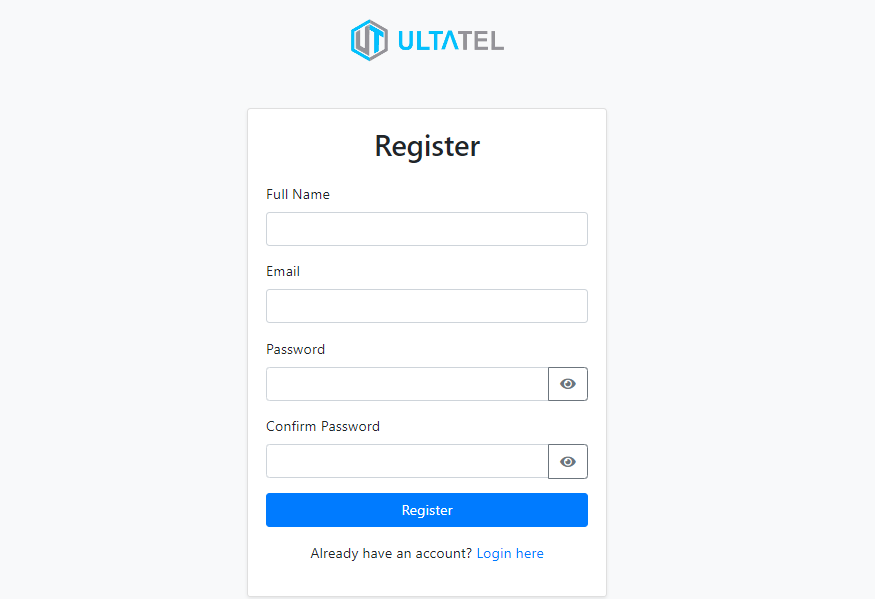 ULTATEL
Register
Full Name
Email
Password
Confirm Password
Register
Already have an account? Login here